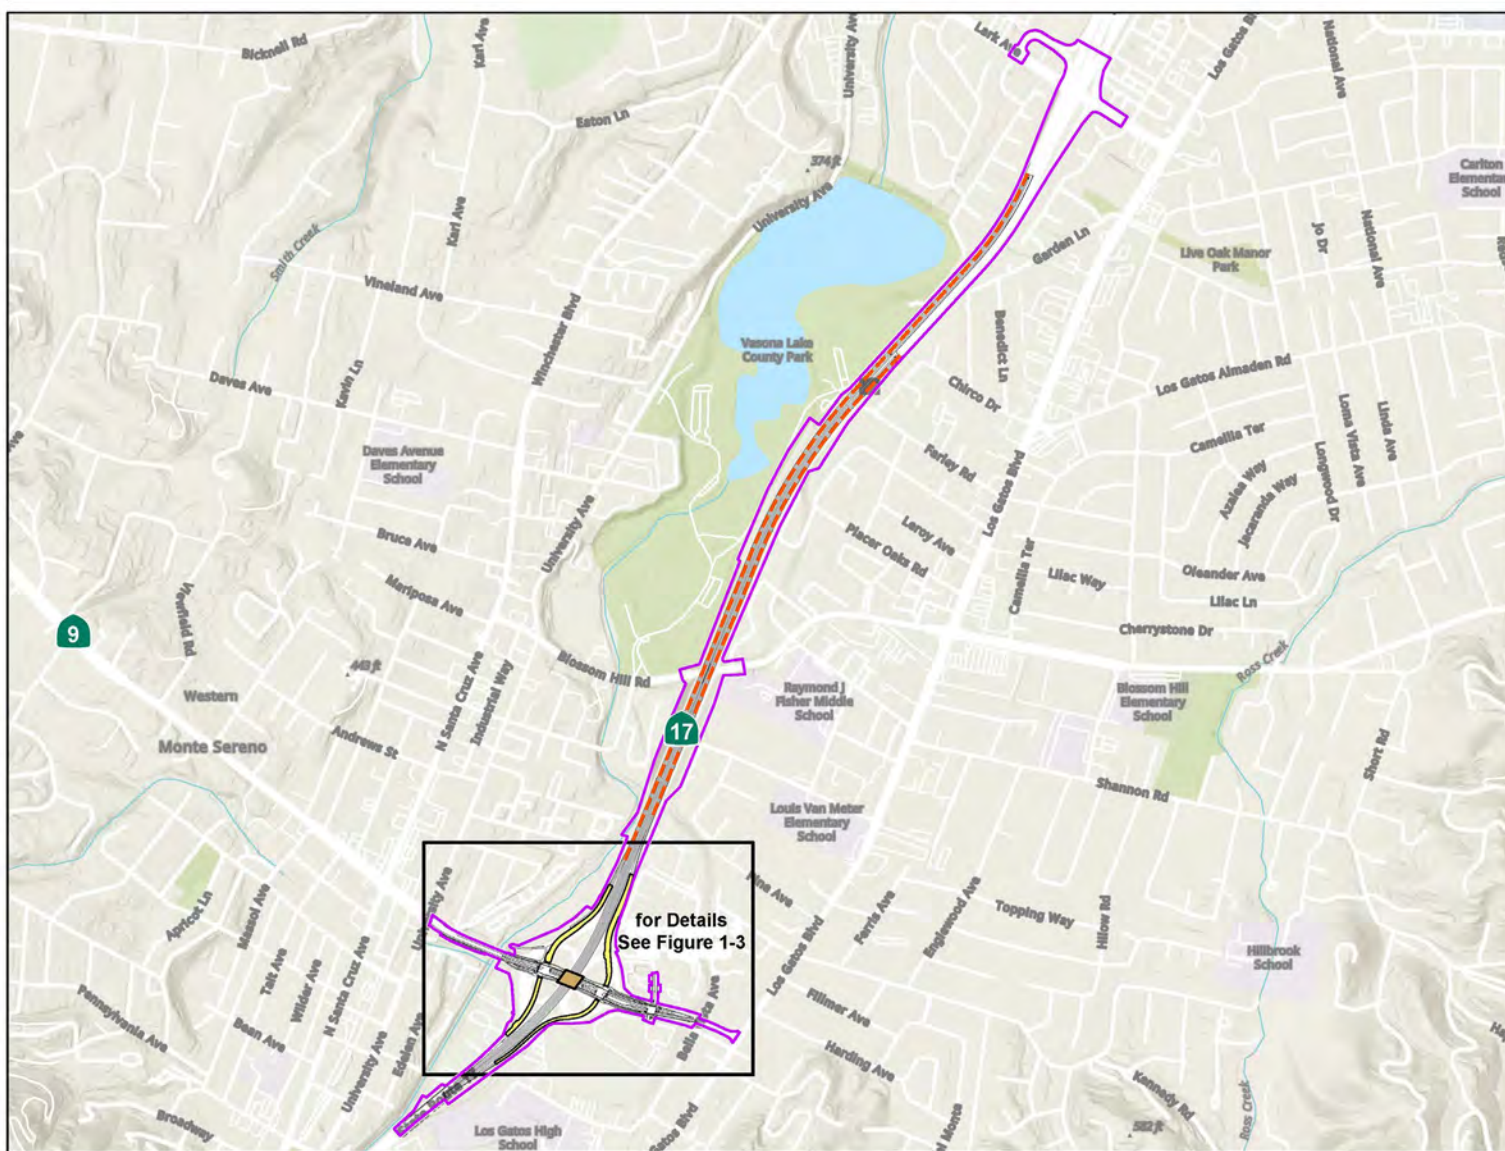 Bicknell Rd
Karl Ave
University Ave
Lark Ave
National Ave
Eaton Ln
374 ft
Carlton
School
University Ave
Karl Ave
Smith Creek
Garden Ln
Jo Dr
National Ave
Live Oak Manor
Park
Vineland Ave
Winchester Blvd
Vasona Lake
County Park
Benedict Ln
Daves Ave
Kevin Ln
Chirco Dr
Los Gatos Almaden Rd
Loma Vista Ave
Linda Ave
Camellia Ter
Daves Avenue
Elementary
School
Farley Rd
Los Gatos Blvd
Azalea Way
Jacaranda Way
Longwood Dr
University Ave
Bruce Ave
Leroy Ave
Placer Oaks Rd
Mariposa Ave
Camellia Ter
Lilac Way
Oleander Ave
Lilac Ln
Viewfield Rd
9
Cherrystone Dr
443 ft
N Santa Cruz Ave
Industrial Way
Blossom Hill Rd
Ross Creek
Western
Raymond J
Fisher Middle
School
Blossom Hill
Elementary
School
17
Monte Sereno
Andrews St
Short Rd
Shannon Rd
Louis Van Meter
Elementary
School
University Ave
Apricot Ln
Massol Ave
for Details
See Figure 1-3
Ferris Ave
Englewood Ave
Topping Way
Hilow Rd
Tait Ave
Wilder Ave
N Santa Cruz Ave
Los Gatos Blvd
Hillbrook
School
Pennsylvania Ave
Bean Ave
University Ave
Edelen Ave
Fillmer Ave
Harding Ave
Kennedy Rd
Broadway
Los Gatos High
School
Gatos Blvd
Monte
582 ft
Ross Creek